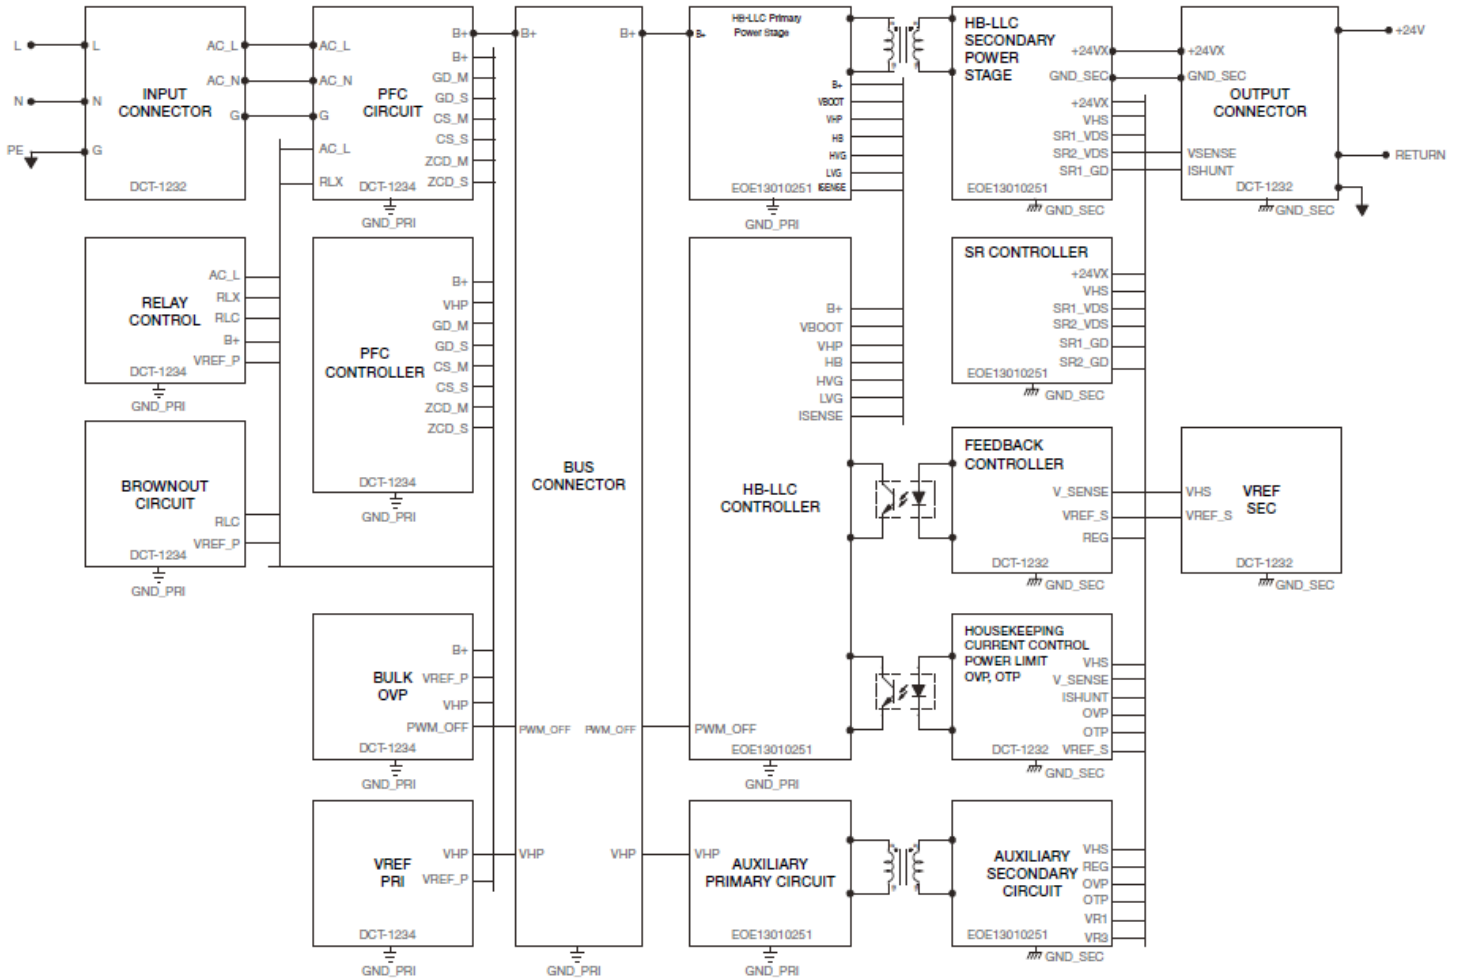 L
L
AC_L
AC_N
N
N
INPUT
CONNECTOR
G
PE
G
DCT-1232
AC_L
AC_N
G
AC_L
RLX
PFC
CIRCUIT
B+
B+
GD_M
GD_S
CS_M
CS_S
ZCD_M
ZCD_S
DCT-1234
GND_PRI
B+
B+
BUS
CONNECTOR
PWM_OFF
PWM_OFF
VHP
VHP
GND_PRI
HB-LLC Primary
Power Stage
B+
B+
VBOOT
VHP
HB
HVG
LVG
ISENSE
EOE13010251
GND_PRI
HB-LLC
SECONDARY
POWER
STAGE
+24VX
GND_SEC
+24VX
VHS
SR1_VDS
SR2_VDS
SR1_GD
EOE13010251
GND_SEC
+24VX
GND_SEC
OUTPUT
CONNECTOR
VSENSE
ISHUNT
DCT-1232
GND_SEC
+24V
RETURN
RELAY
CONTROL
AC_L
RLX
RLC
B+
VREF_P
DCT-1234
GND_PRI
PFC
CONTROLLER
B+
VHP
GD_M
GD_S
CS_M
CS_S
ZCD_M
ZCD_S
DCT-1234
GND_PRI
B+
VBOOT
VHP
HB
HVG
LVG
ISENSE
HB-LLC
CONTROLLER
PWM_OFF
EOE13010251
GND_PRI
SR CONTROLLER
+24VX
VHS
SR1_VDS
SR2_VDS
SR1_GD
SR2_GD
EOE13010251
GND_SEC
BROWNOUT
CIRCUIT
RLC
VREF_P
DCT-1234
GND_PRI
FEEDBACK
CONTROLLER
V_SENSE
VREF_S
REG
DCT-1232
GND_SEC
VHS
VREF_S
VREF
SEC
DCT-1232
GND_SEC
BULK
OVP
B+
VREF_P
VHP
PWM_OFF
DCT-1234
GND_PRI
HOUSEKEEPING
CURRENT CONTROL
POWER LIMIT
OVP, OTP
VHS
V_SENSE
ISHUNT
OVP
OTP
VREF_S
DCT-1232
GND_SEC
VREF
PRI
VHP
VREF_P
DCT-1234
GND_PRI
VHP
AUXILIARY
PRIMARY CIRCUIT
EOE13010251
GND_PRI
AUXILIARY
SECONDARY
CIRCUIT
VHS
REG
OVP
OTP
VR1
VR3
EOE13010251
GND_SEC